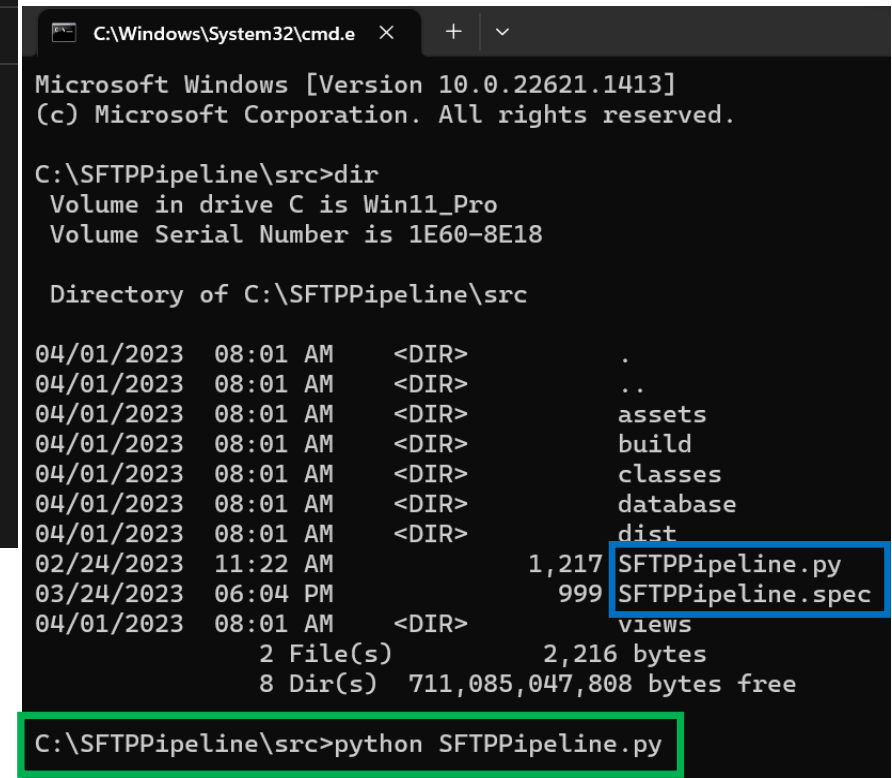 C:\Windows\System32\cmd.e
Microsoft Windows [Version 10.0.22621.1413]
(c) Microsoft Corporation. All rights reserved.
C:\SFTPPipeline\src>dir
Volume in drive C is Win11_Pro
Volume Serial Number is 1E60-8E18
Directory of C:\SFTPPipeline\src
04/01/2023 08:01 AM <DIR> .
04/01/2023 08:01 AM <DIR> ..
04/01/2023 08:01 AM <DIR> assets
04/01/2023 08:01 AM <DIR> build
04/01/2023 08:01 AM <DIR> classes
04/01/2023 08:01 AM <DIR> database
04/01/2023 08:01 AM <DIR> dist
02/24/2023 11:22 AM 1,217 SFTPPipeline.py
03/24/2023 06:04 PM 999 SFTPPipeline.spec
04/01/2023 08:01 AM <DIR> views
2 File(s) 2,216 bytes
8 Dir(s) 711,085,047,808 bytes free
C:\SFTPPipeline\src>python SFTPPipeline.py